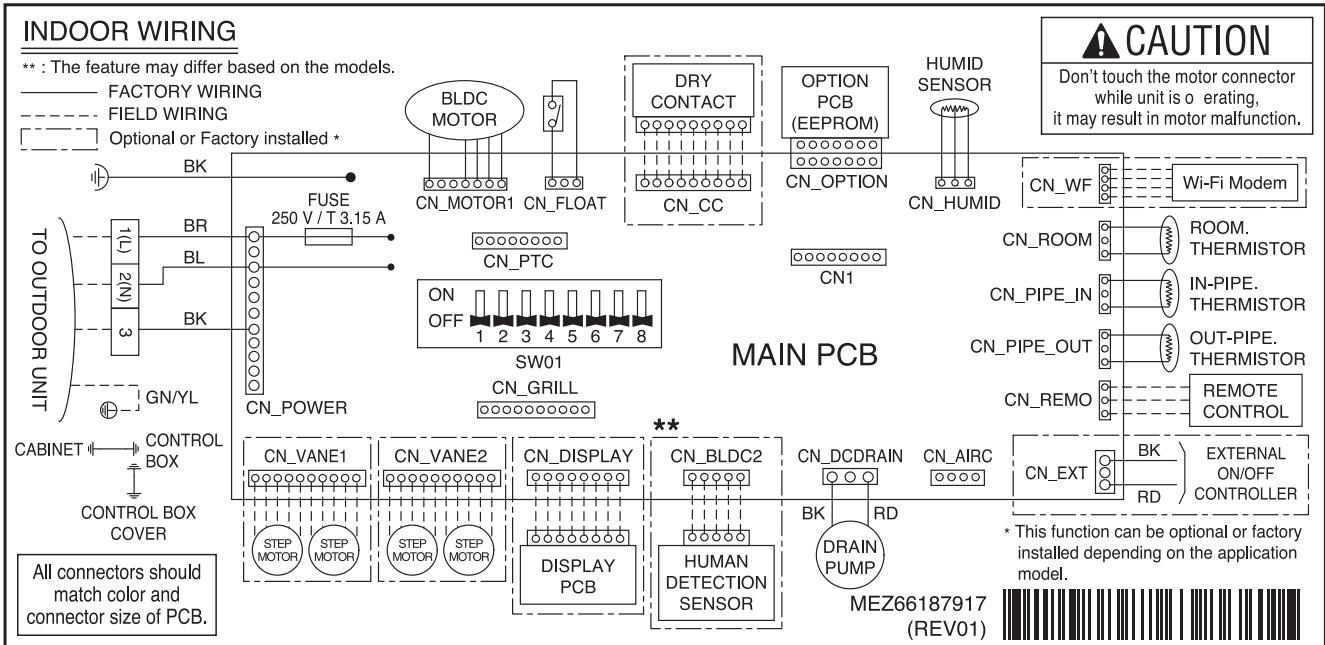 INDOOR WIRING
** : The feature may differ based on the models.
FACTORY WIRING
FIELD WIRING
Optional or Factory installed *
CAUTION
Don't touch the motor connector
while unit is o erating,
it may result in motor malfunction.
BLDC
MOTOR
DRY
CONTACT
OPTION
PCB
(EEPROM)
HUMID
SENSOR
CN_MOTOR1
CN_FLOAT
CN_CC
CN_OPTION
CN_HUMID
BK
FUSE
250 V / T 3.15 A
BR
BL
BK
TO OUTDOOR UNIT
1(L)
2(N)
3
GN/YL
CN_POWER
CN_PTC
CN1
ON
OFF
1 2 3 4 5 6 7 8
SW01
CN_GRILL
MAIN PCB
CN_WF
Wi-Fi Modem
CN_ROOM
ROOM.
THERMISTOR
CN_PIPE_IN
IN-PIPE.
THERMISTOR
CN_PIPE_OUT
OUT-PIPE.
THERMISTOR
CN_REMO
REMOTE
CONTROL
CN_EXT
BK
RD
EXTERNAL
ON/OFF
CONTROLLER
CABINET
CONTROL
BOX
CONTROL BOX
COVER
CN_VANE1
STEP
MOTOR
STEP
MOTOR
CN_VANE2
STEP
MOTOR
STEP
MOTOR
CN_DISPLAY
DISPLAY
PCB
**
CN_BLDC2
HUMAN
DETECTION
SENSOR
CN_DCDRAIN
BK
RD
DRAIN
PUMP
CN_AIRC
* This function can be optional or factory
installed depending on the application
model.
All connectors should
match color and
connector size of PCB.
MEZ66187917
(REV01)